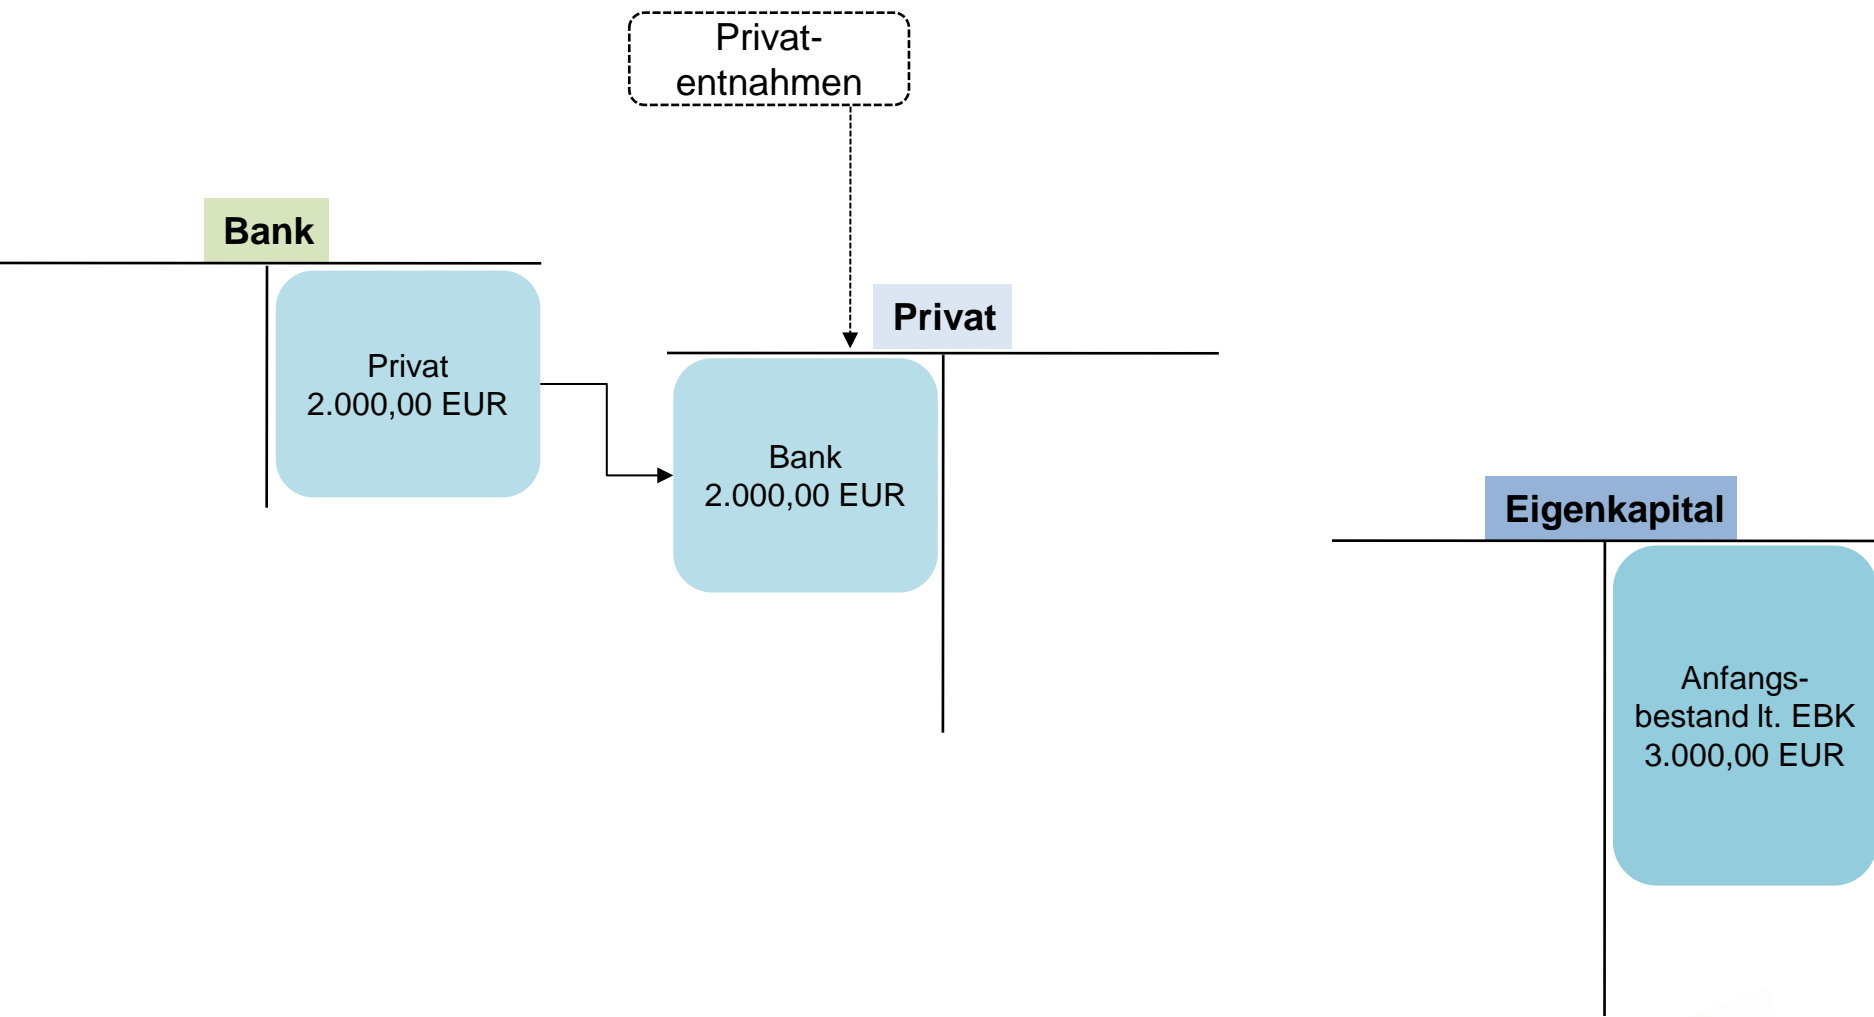 Privat-
entnahmen
Bank
Privat
2.000,00 EUR
Privat
Bank
2.000,00 EUR
Eigenkapital
Anfangs-
bestand lt. EBK
3.000,00 EUR